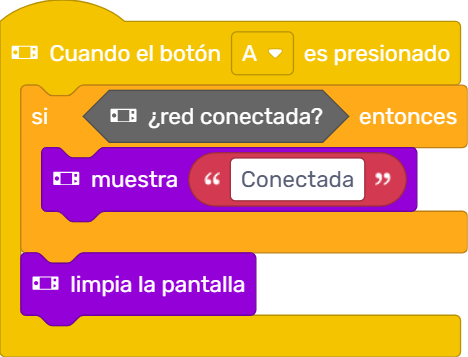 Cuando el botón A es presionado
si ¿red conectada? entonces
muestra “ Conectada ”
limpia la pantalla